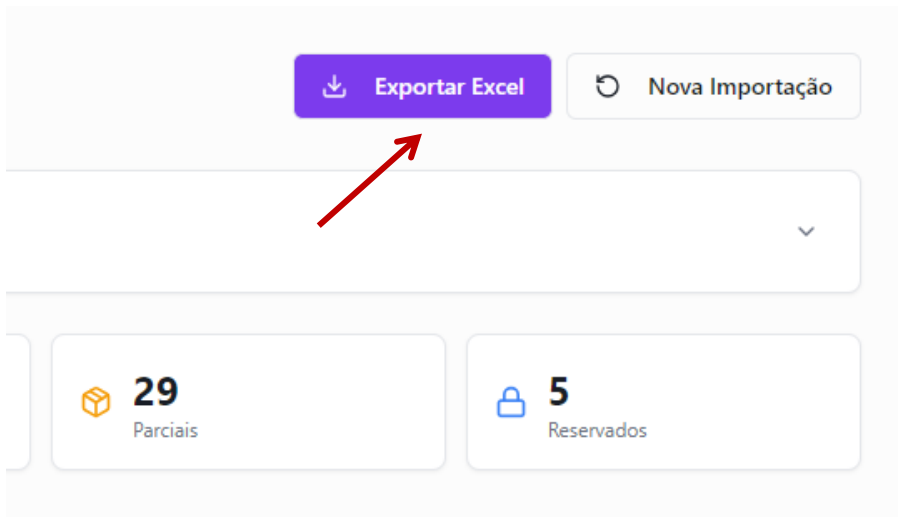 Exportar Excel
Nova Importação
29
Parciais
5
Reservados